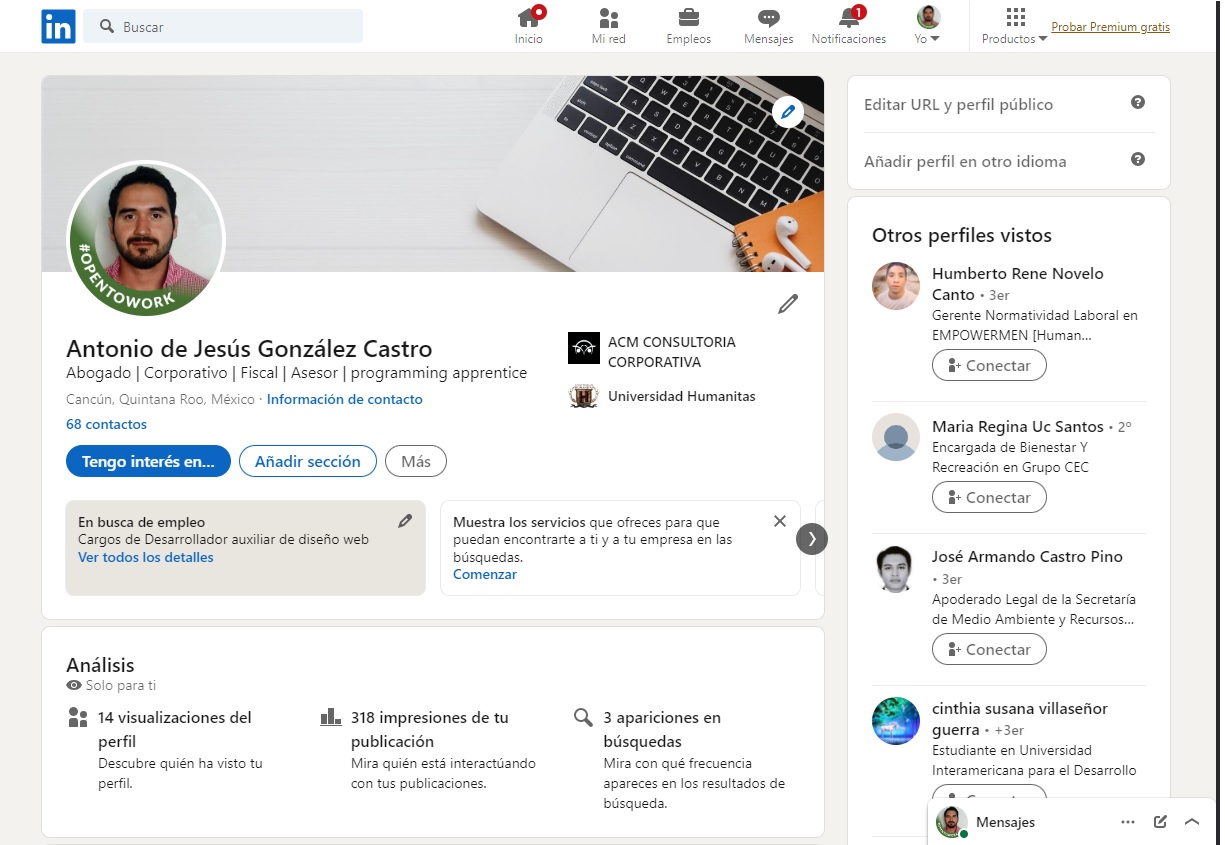 in
Buscar
Inicio
Mi red
Empleos
Mensajes
1
Notificaciones
Yo
Productos
Probar Premium gratis
#OPENTOWORK
Antonio de Jesús González Castro
Abogado | Corporativo | Fiscal | Asesor | programming apprentice
Cancún, Quintana Roo, México · Información de contacto
68 contactos
ACM CONSULTORIA
CORPORATIVA
Universidad Humanitas
Tengo interés en...
Añadir sección
Más
En busca de empleo
Cargos de Desarrollador auxiliar de diseño web
Ver todos los detalles
Muestra los servicios que ofreces para que
puedan encontrarte a ti y a tu empresa en las
búsquedas.
Comenzar
Análisis
Solo para ti
14 visualizaciones del
perfil
Descubre quién ha visto tu
perfil.
318 impresiones de tu
publicación
Mira quién está interactúando
con tus publicaciones.
3 apariciones en
búsquedas
Mira con qué frecuencia
apareces en los resultados de
búsqueda.
Editar URL y perfil público
Añadir perfil en otro idioma
Otros perfiles vistos
Humberto Rene Novelo
Canto • 3er
Gerente Normatividad Laboral en
EMPOWERMEN [Human...
Conectar
Maria Regina Uc Santos • 2º
Encargada de Bienestar Y
Recreación en Grupo CEC
Conectar
José Armando Castro Pino
• 3er
Apoderado Legal de la Secretaría
de Medio Ambiente y Recursos...
Conectar
cinthia susana villaseñor
guerra • +3er
Estudiante en Universidad
Interamericana para el Desarrollo
Mensajes